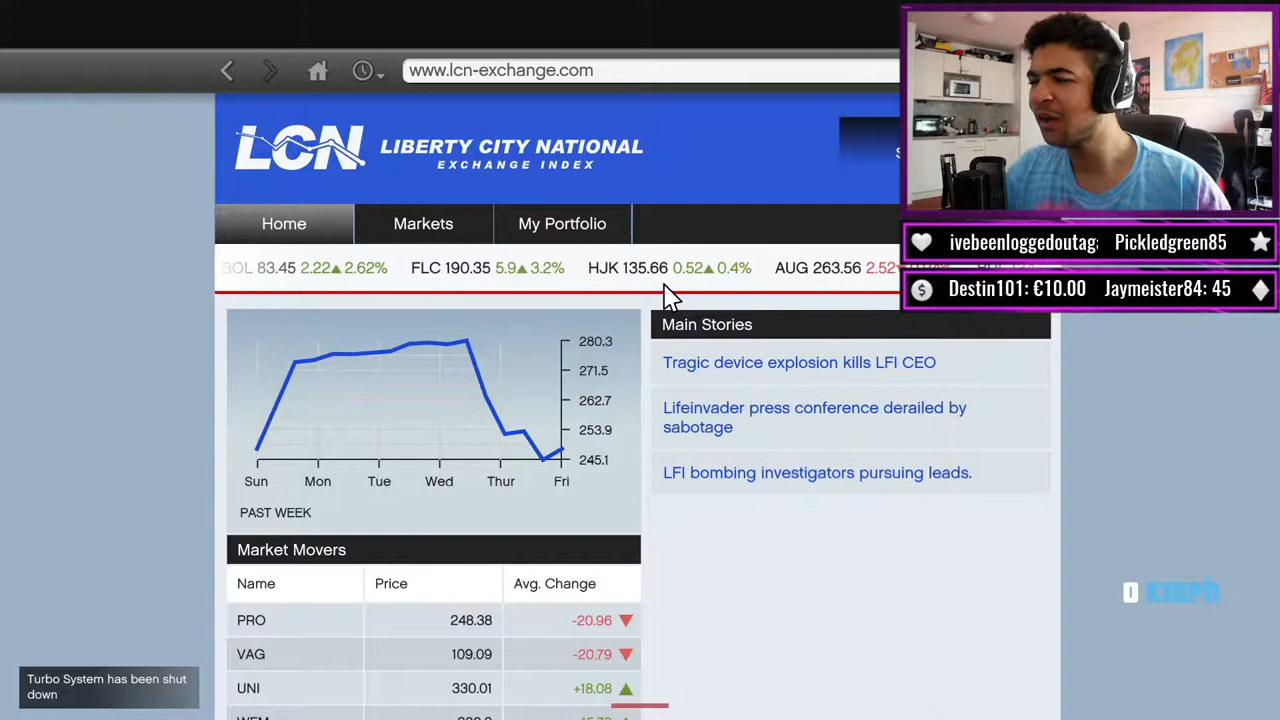 www.lcn-exchange.com
LCN LIBERTY CITY NATIONAL
EXCHANGE INDEX
Home Markets My Portfolio
BOL 83.45 2.22▲2.62% FLC 190.35 5.9▲3.2% HJK 135.66 0.52▲0.4% AUG 263.56 2.52
ivebeenloggedoutag Pickledgreen85
Destin101: €10.00 Jaymeister84: 45
280.3
271.5
262.7
253.9
245.1
Sun Mon Tue Wed Thur Fri
PAST WEEK
Main Stories
Tragic device explosion kills LFI CEO
Lifeinvader press conference derailed by
sabotage
LFI bombing investigators pursuing leads.
Market Movers
Name Price Avg. Change
PRO 248.38 -20.96
VAG 109.09 -20.79
UNI 330.01 +18.08
Turbo System has been shut
down